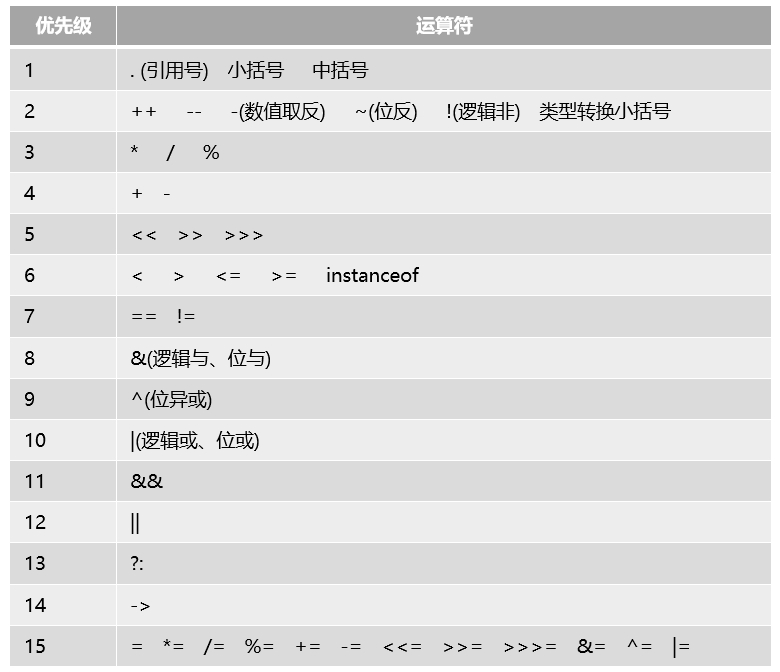 优先级 运算符
1 . (引用号) 小括号 中括号
2 ++ -- -(数值取反) ~(位反) !(逻辑非) 类型转换小括号
3 * / %
4 + -
5 << >> >>>
6 < > <= >= instanceof
7 == !=
8 &(逻辑与、位与)
9 ^(位异或)
10 |(逻辑或、位或)
11 &&
12 ||
13 ?:
14 ->
15 = *= /= %= += -= <<= >>= >>>= &= ^= |=